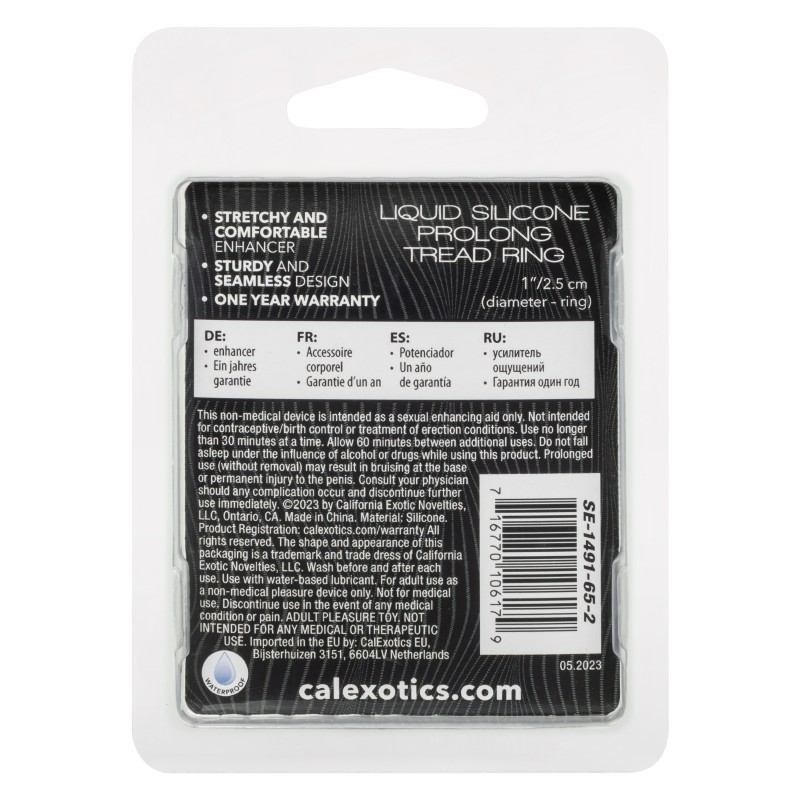 • STRETCHY AND
COMFORTABLE
ENHANCER
• STURDY AND
SEAMLESS DESIGN
• ONE YEAR WARRANTY
LIQUID SILICONE
PROLONG
TREAD RING
1"/2.5 cm
(diameter - ring)
DE:
• enhancer
• Ein jahres
garantie
FR:
• Accessoire
corporel
• Garantie d'un an
ES:
• Potenciador
• Un año
de garantía
RU:
• усилитель
ощущений
• Гарантия один год
This non-medical device is intended as a sexual enhancing aid only. Not intended
for contraceptive/birth control or treatment of erection conditions. Use no longer
than 30 minutes at a time. Allow 60 minutes between additional uses. Do not fall
asleep under the influence of alcohol or drugs while using this product. Prolonged
use (without removal) may result in bruising at the base
or permanent injury to the penis. Consult your physician
should any complication occur and discontinue further
use immediately. ©2023 by California Exotic Novelties,
LLC, Ontario, CA. Made in China. Material: Silicone.
Product Registration: calexotics.com/warranty All
rights reserved. The shape and appearance of this
packaging is a trademark and trade dress of California
Exotic Novelties, LLC. Wash before and after each
use. Use with water-based lubricant. For adult use as
a non-medical pleasure device only. Not for medical
use. Discontinue use in the event of any medical
condition or pain. ADULT PLEASURE TOY. NOT
INTENDED FOR ANY MEDICAL OR THERAPEUTIC
USE. Imported in the EU by: CalExotics EU,
Bijsterhuizen 3151, 6604LV Netherlands
7 16770 10617 9
SE-1491-65-2
05.2023
WATERPROOF
calexotics.com